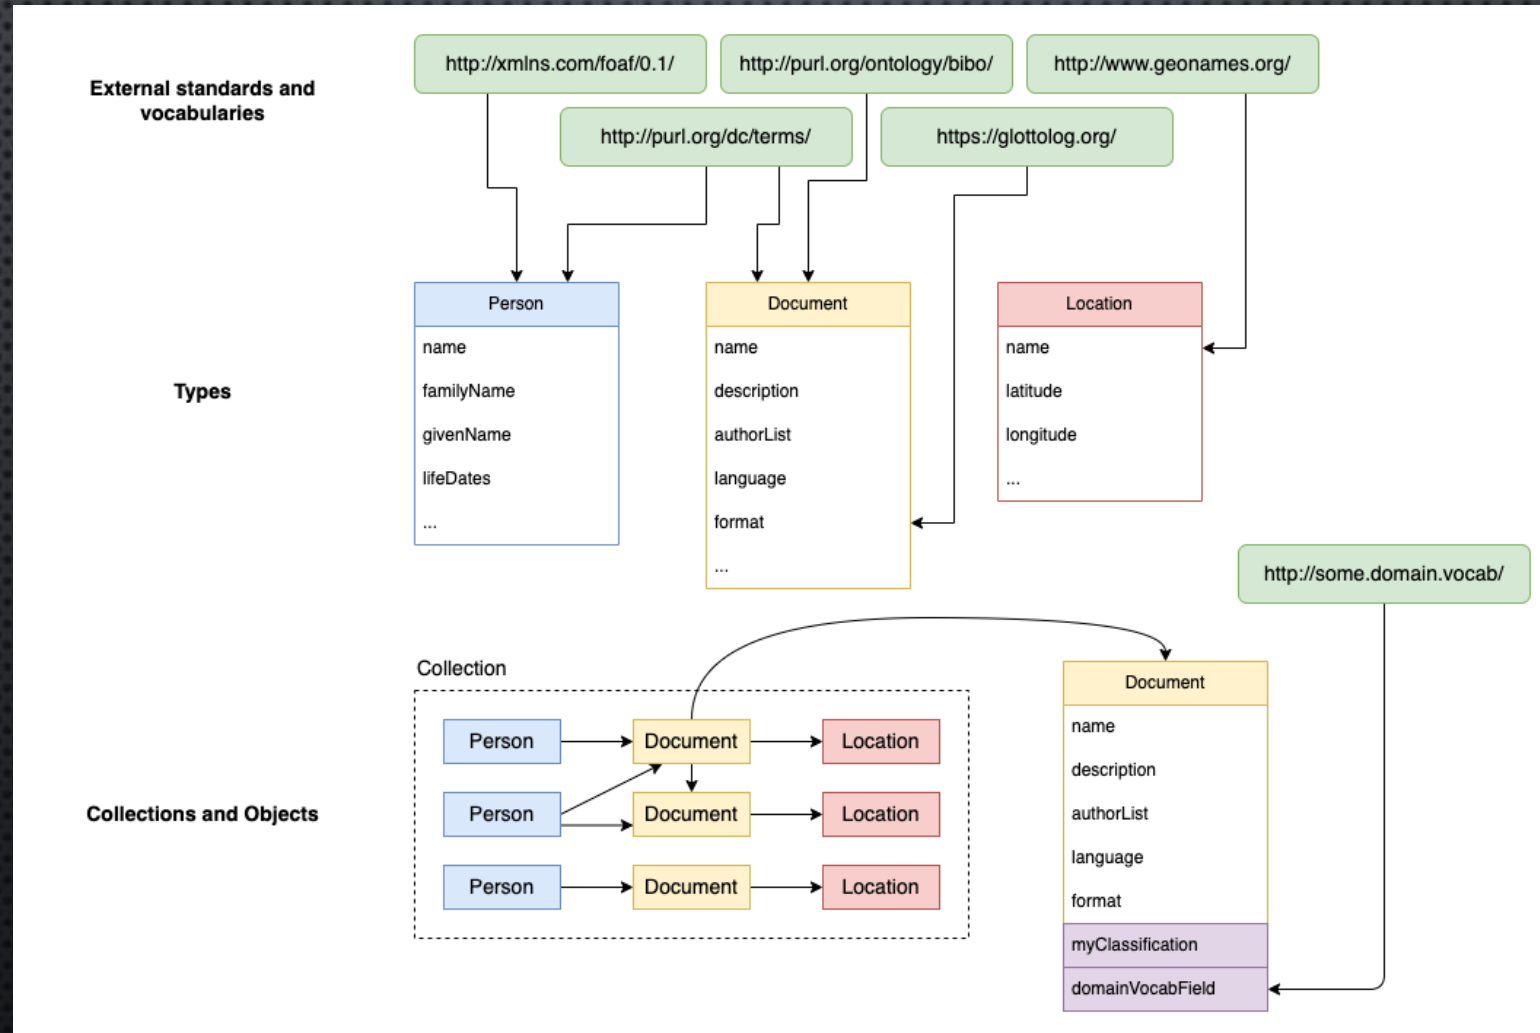 http://xmlns.com/foaf/0.1/
http://purl.org/ontology/bibo/
http://www.geonames.org/
External standards and
vocabularies
http://purl.org/dc/terms/
https://glottolog.org/
Types
Person
name
familyName
givenName
lifeDates
...
Document
name
description
authorList
language
format
...
Location
name
latitude
longitude
...
http://some.domain.vocab/
Collections and Objects
Collection
Person
Document
Location
Person
Document
Location
Person
Document
Location
Document
name
description
authorList
language
format
myClassification
domainVocabField